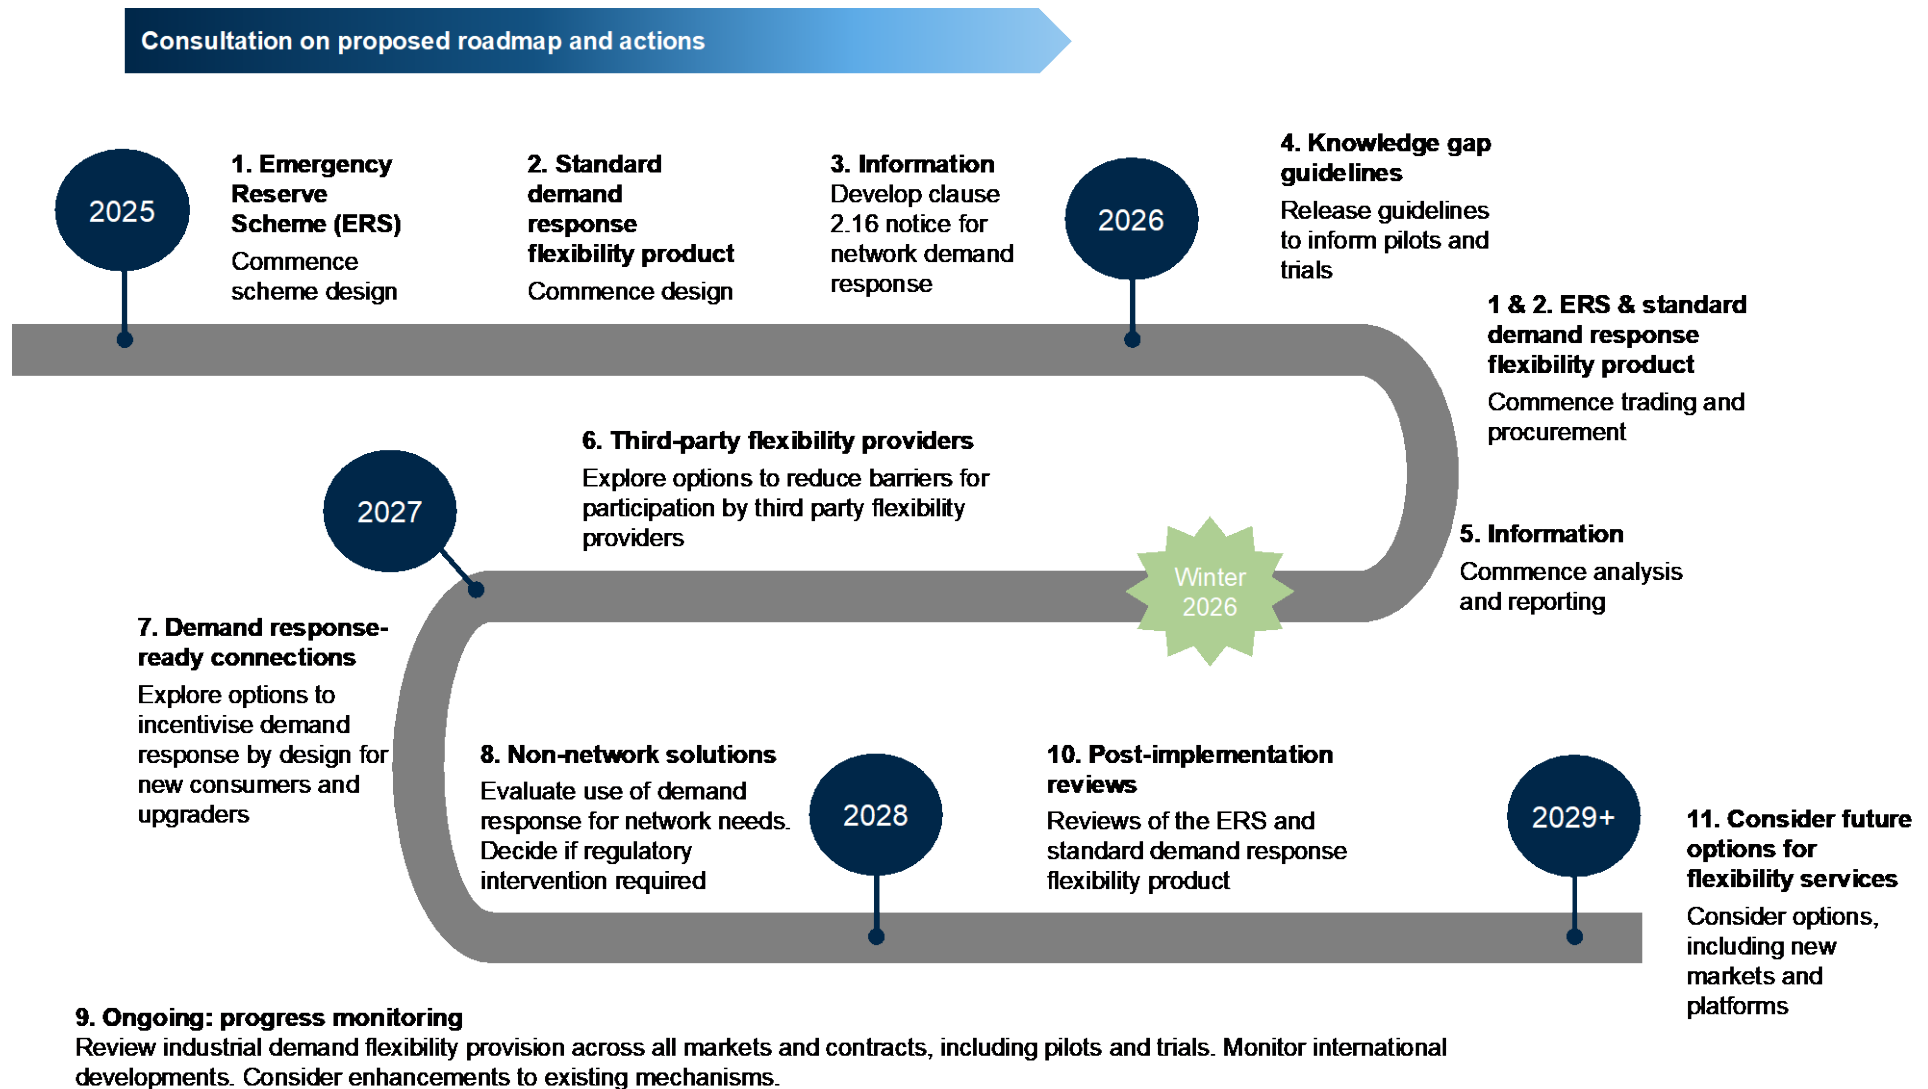 Consultation on proposed roadmap and actions
2025
1. Emergency
Reserve
Scheme (ERS)
Commence
scheme design
2. Standard
demand
response
flexibility product
Commence design
3. Information
Develop clause
2.16 notice for
network demand
response
2026
4. Knowledge gap
guidelines
Release guidelines
to inform pilots and
trials
1 & 2. ERS & standard
demand response
flexibility product
Commence trading and
procurement
5. Information
Commence analysis
and reporting
Winter
2026
6. Third-party flexibility providers
Explore options to reduce barriers for
participation by third party flexibility
providers
2027
7. Demand response-
ready connections
Explore options to
incentivise demand
response by design for
new consumers and
upgraders
8. Non-network solutions
Evaluate use of demand
response for network needs.
Decide if regulatory
intervention required
2028
10. Post-implementation
reviews
Reviews of the ERS and
standard demand response
flexibility product
2029+
11. Consider future
options for
flexibility services
Consider options,
including new
markets and
platforms
9. Ongoing: progress monitoring
Review industrial demand flexibility provision across all markets and contracts, including pilots and trials. Monitor international
developments. Consider enhancements to existing mechanisms.